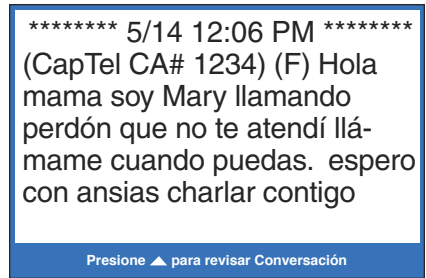 ******** 5/14 12:06 PM ********
(CapTel CA# 1234) (F) Hola
mama soy Mary llamando
perdón que no te atendí llá-
mame cuando puedas.  espero
con ansias charlar contigo
Presione ▲ para revisar Conversación